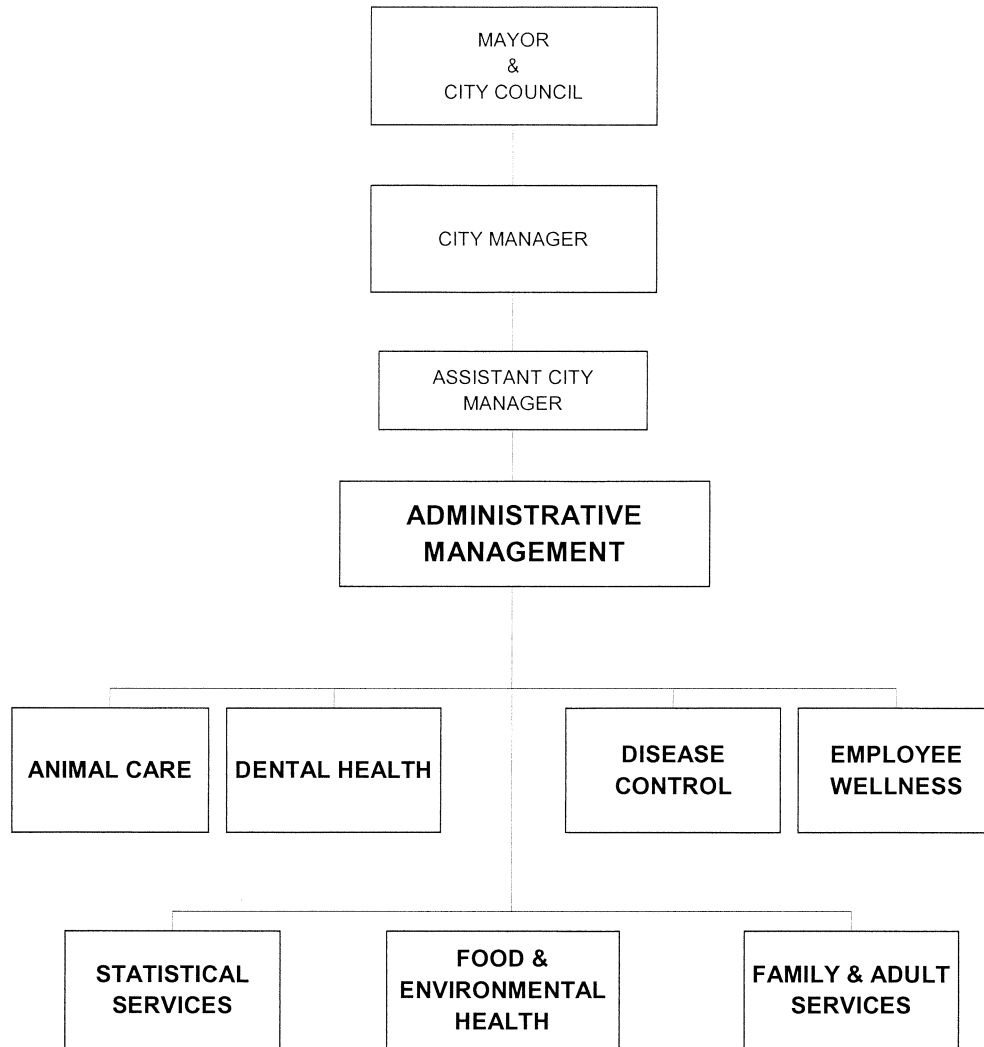 MAYOR
&
CITY COUNCIL
CITY MANAGER
ASSISTANT CITY
MANAGER
ADMINISTRATIVE
MANAGEMENT
ANIMAL CARE
DENTAL HEALTH
DISEASE
CONTROL
EMPLOYEE
WELLNESS
STATISTICAL
SERVICES
FOOD &
ENVIRONMENTAL
HEALTH
FAMILY & ADULT
SERVICES